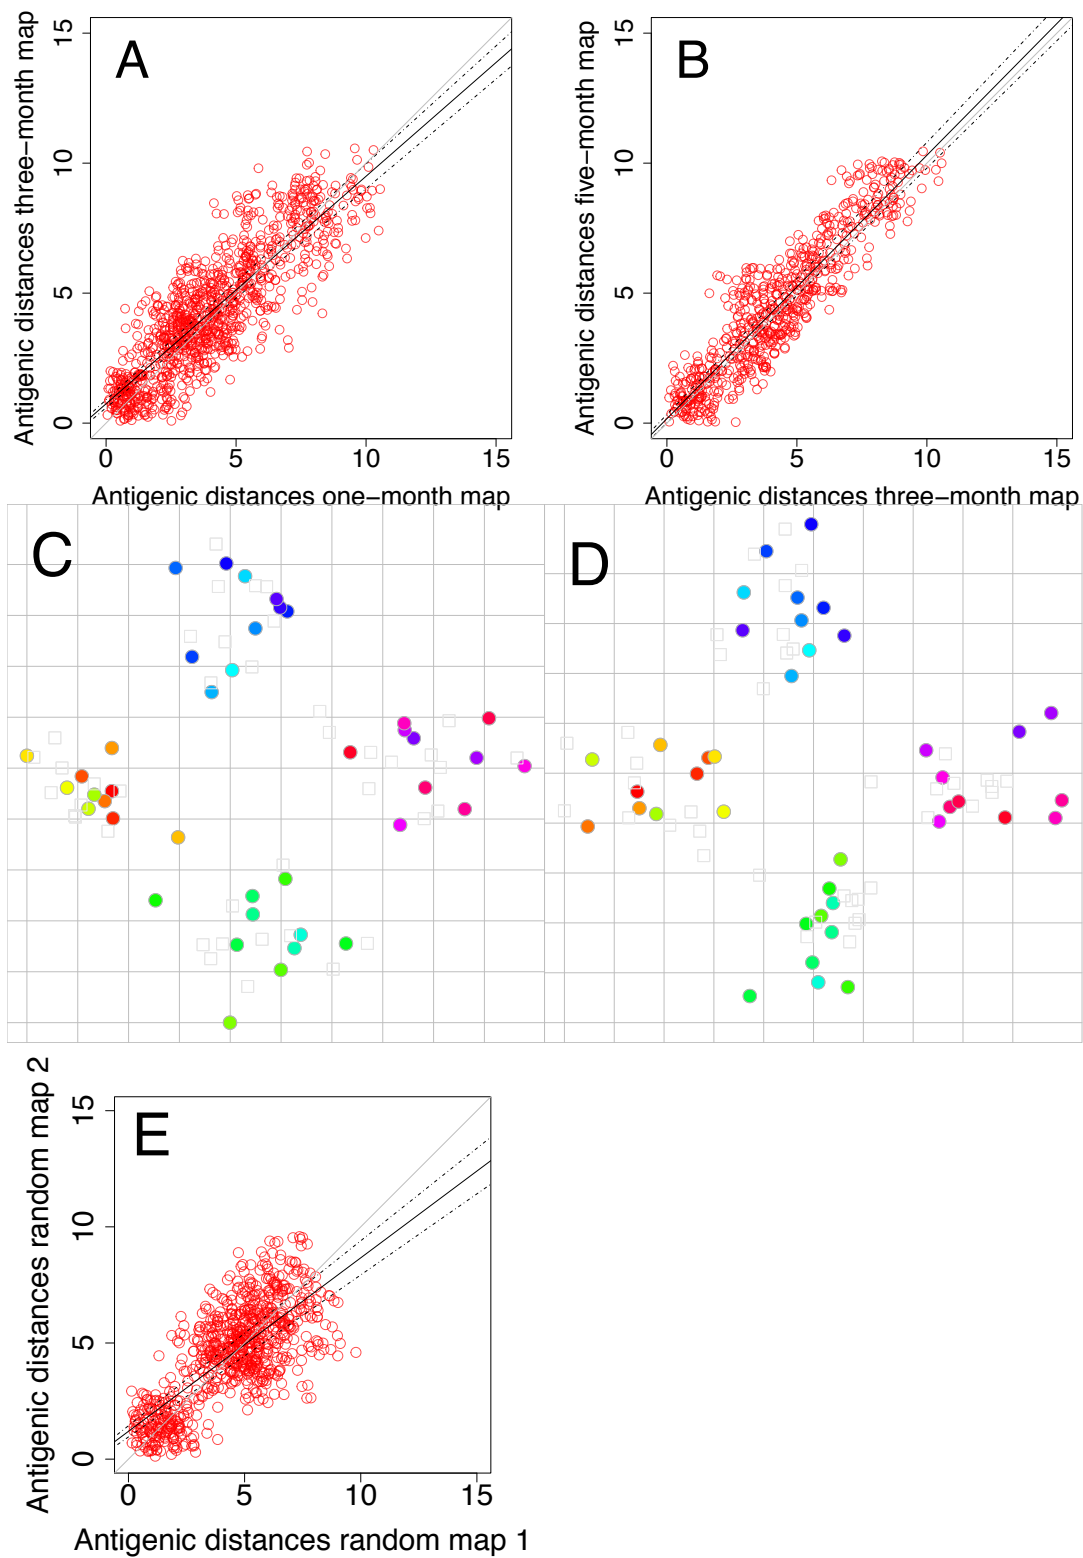 A
Antigenic distances three−month map
15
10
5
0
0 5 10 15
Antigenic distances one−month map
B
Antigenic distances five−month map
15
10
5
0
0 5 10 15
Antigenic distances three−month map
C
D
E
Antigenic distances random map 2
15
10
5
0
0 5 10 15
Antigenic distances random map 1